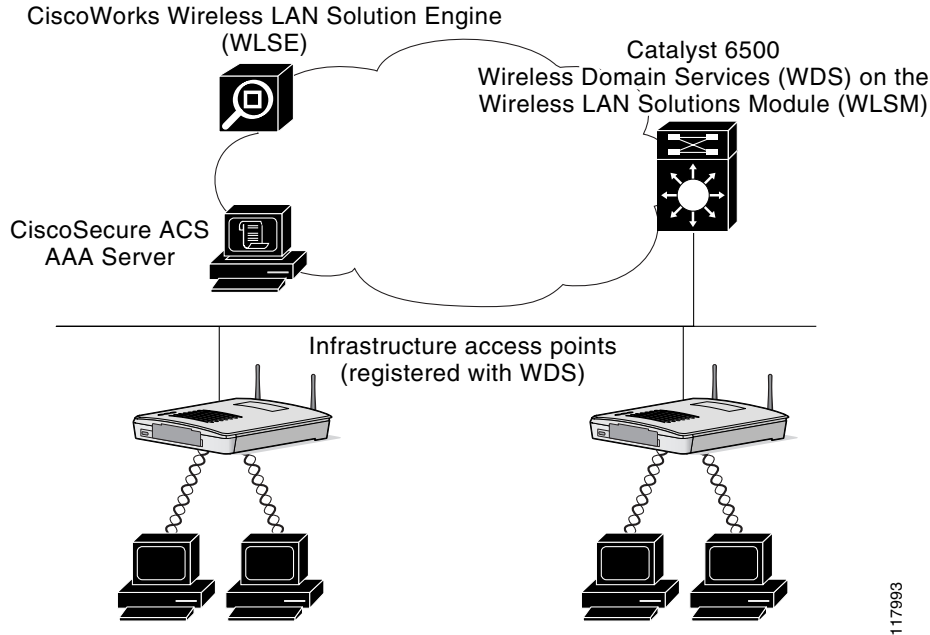 CiscoWorks Wireless LAN Solution Engine
(WLSE)
Catalyst 6500
Wireless Domain Services (WDS) on the
Wireless LAN Solutions Module (WLSM)
CiscoSecure ACS
AAA Server
Infrastructure access points
(registered with WDS)
117993